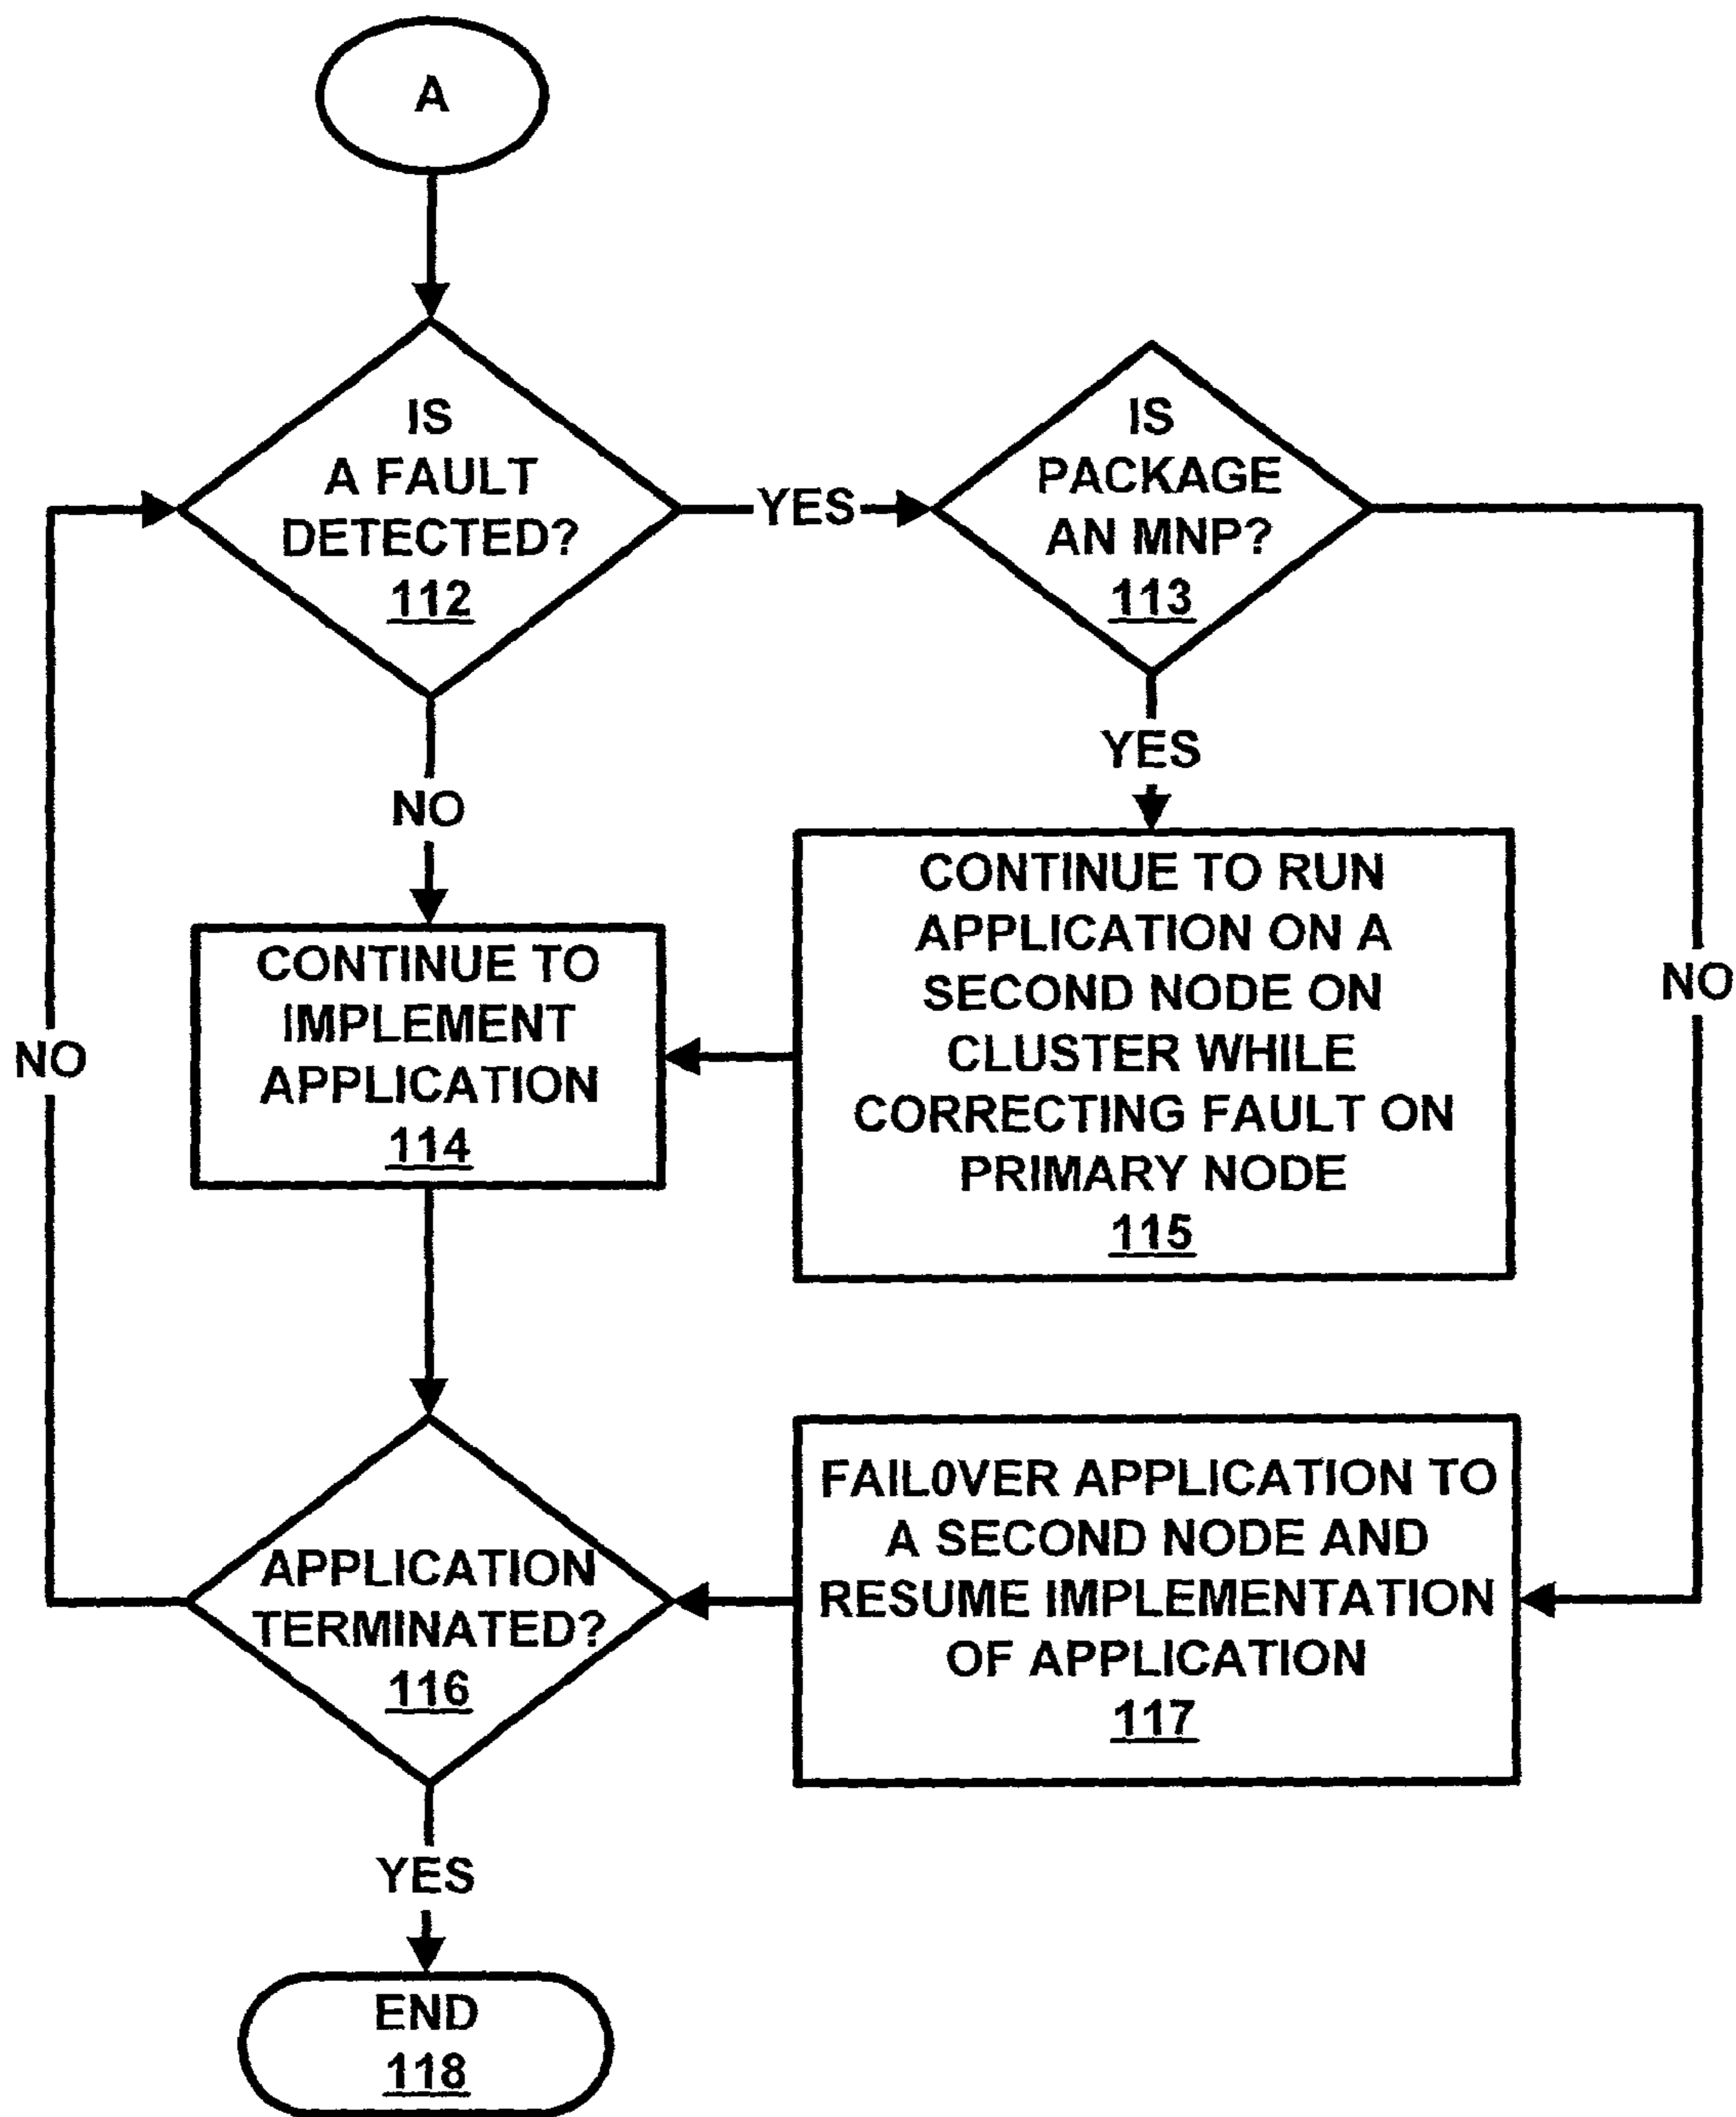 A
IS
A FAULT
DETECTED?
112
YES
IS
PACKAGE
AN MNP?
113
NO
YES
CONTINUE TO
IMPLEMENT
APPLICATION
114
CONTINUE TO RUN
APPLICATION ON A
SECOND NODE ON
CLUSTER WHILE
CORRECTING FAULT ON
PRIMARY NODE
115
NO
NO
APPLICATION
TERMINATED?
116
FAIL0VER APPLICATION TO
A SECOND NODE AND
RESUME IMPLEMENTATION
OF APPLICATION
117
YES
END
118